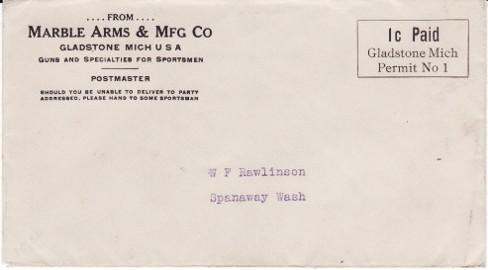 ....FROM....
MARBLE ARMS & MFG CO
GLADSTONE MICH U S A
GUNS AND SPECIALTIES FOR SPORTSMEN
POSTMASTER
SHOULD YOU BE UNABLE TO DELIVER TO PARTY
ADDRESSED, PLEASE HAND TO SOME SPORTSMAN
1c Paid
Gladstone Mich
Permit No 1
W F Rawlinson
Spanaway Wash